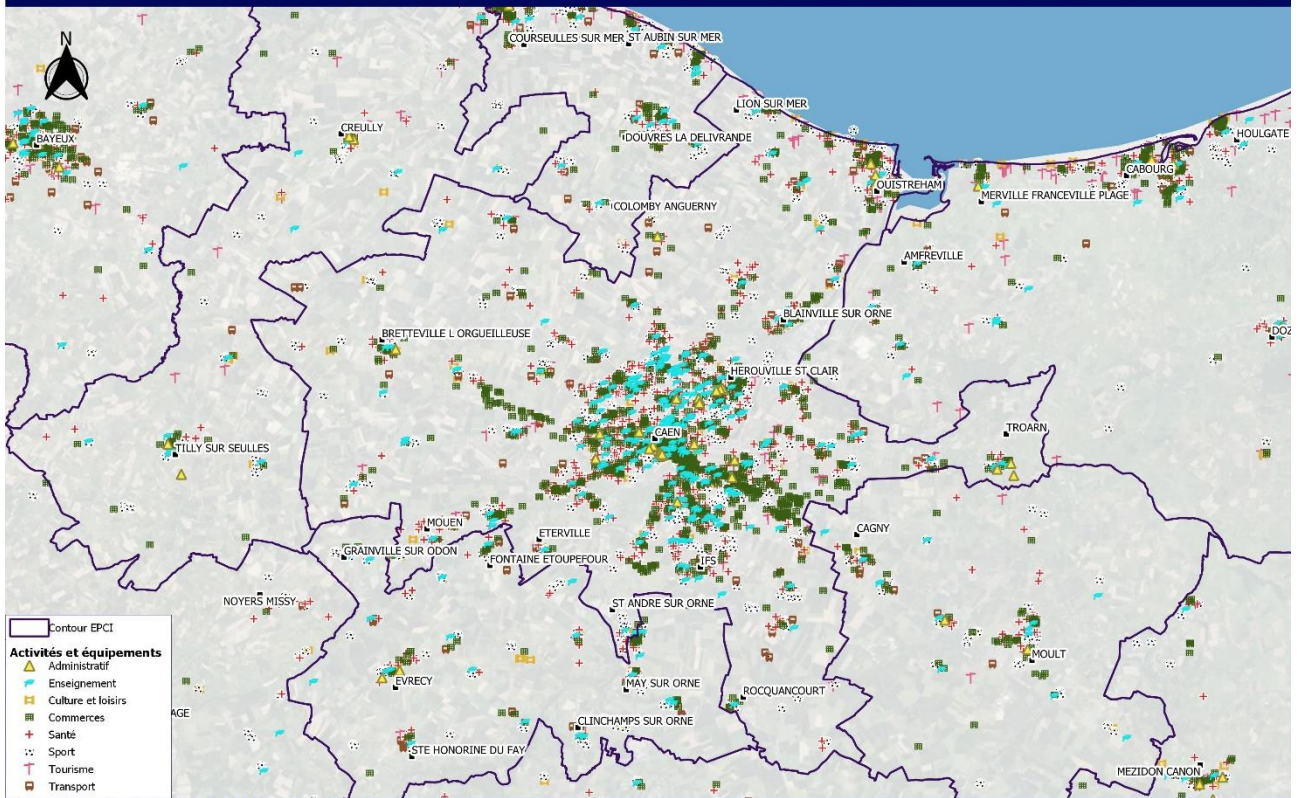 N
COURSEULLES SUR MER
ST AUBIN SUR MER
LION SUR MER
CREULLY
BAYEUX
DOUVRES LA DELIVRANDE
HOULGATE
CABOURG
OUISTREHAM
MERVILLE FRANCEVILLE PLAGE
COLOMBY ANGUERNY
AMFREVILLE
BLAINVILLE SUR ORNE
DOZ
BRETTEVILLE L ORGUEILLEUSE
HEROUVILLE ST CLAIR
CAEN
TROARN
TILLY SUR SEULLES
MOUEN
ETERVILLE
CAGNY
GRAINVILLE SUR ODON
FONTAINE ETOUPEFOUR
IFS
NOYERS MISSY
ST ANDRE SUR ORNE
MOULT
EVRECY
MAY SUR ORNE
ROCQUANCOURT
AGE
CLINCHAMPS SUR ORNE
STE HONORINE DU FAY
MEZIDON CANON
Contour EPCI
Activités et équipements
Administratif
Enseignement
Culture et loisirs
Commerces
Santé
Sport
Tourisme
Transport